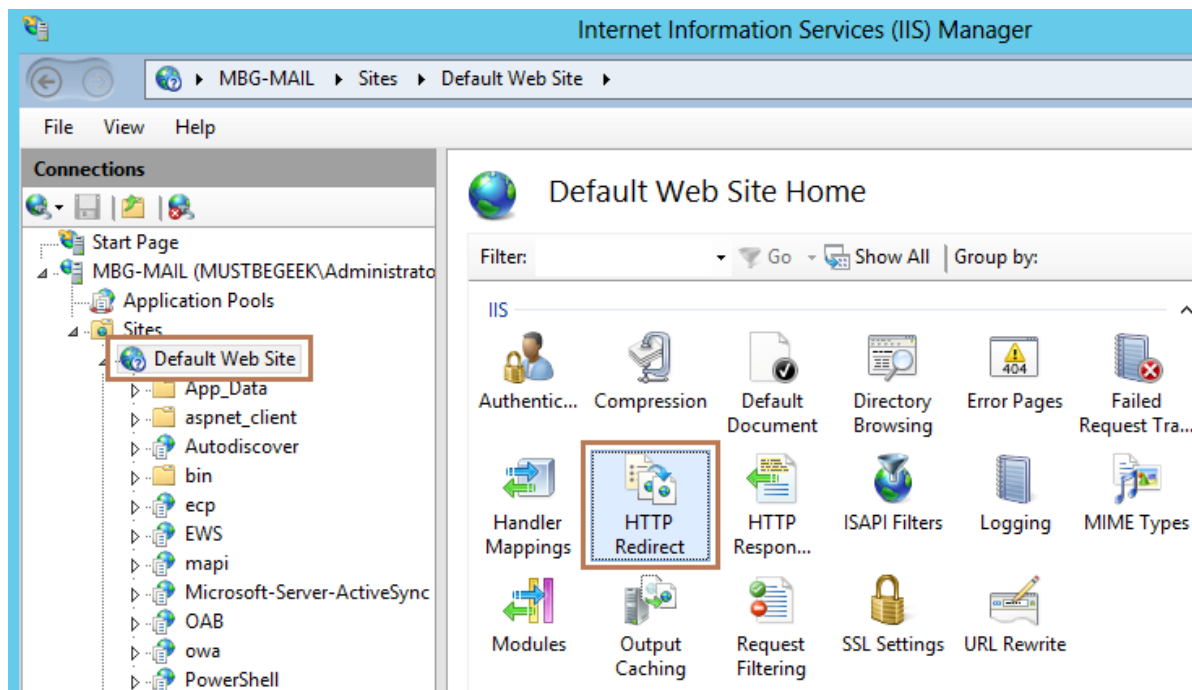 Internet Information Services (IIS) Manager
MBG-MAIL Sites Default Web Site
File View Help
Connections
Start Page
MBG-MAIL (MUSTBEGEEK\Administrato
Application Pools
Sites
Default Web Site
App_Data
aspnet_client
Autodiscover
bin
ecp
EWS
mapi
Microsoft-Server-ActiveSync
OAB
owa
PowerShell
Default Web Site Home
Filter: Go Show All Group by:
IIS
Authentic... Compression Default Directory Error Pages Failed
Document Browsing Request Tra...
404
Handler HTTP HTTP ISAPI Filters Logging MIME Types
Mappings Redirect Respon...
Modules Output Request SSL Settings URL Rewrite
Caching Filtering